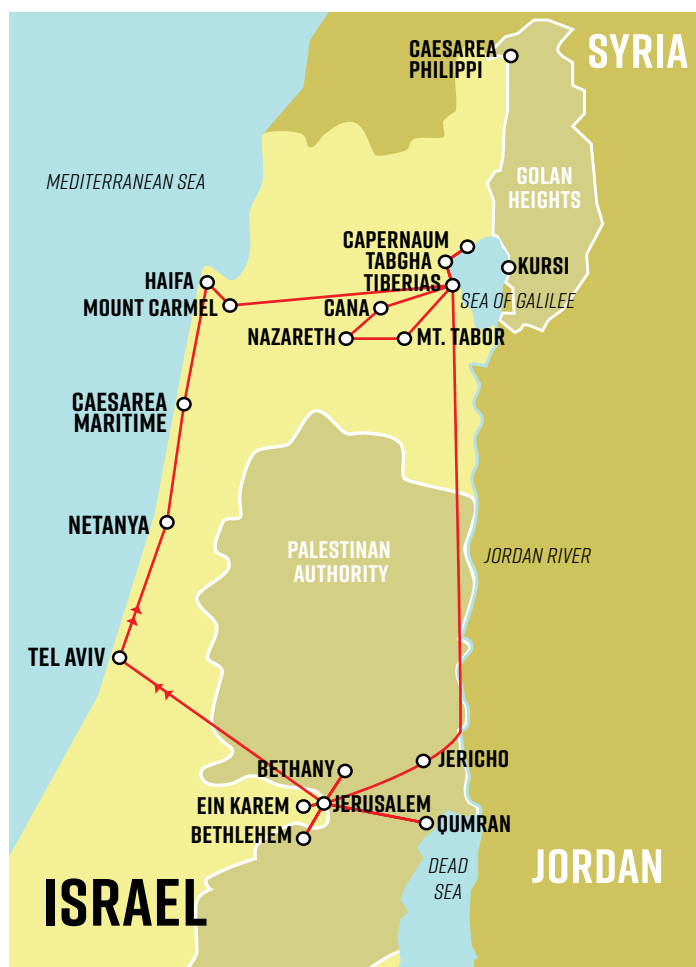 CAESAREA
PHILIPPI
SYRIA
MEDITERRANEAN SEA
GOLAN
HEIGHTS
CAPERNAUM
TABGHA
KURSI
HAIFA
TIBERIAS
MOUNT CARMEL
CANA
SEA OF GALILEE
NAZARETH
MT. TABOR
CAESAREA
MARITIME
NETANYA
PALESTINAN
AUTHORITY
JORDAN RIVER
TEL AVIV
JERICHO
BETHANY
EIN KAREM
JERUSALEM
QUMRAN
BETHLEHEM
DEAD
SEA
JORDAN
ISRAEL